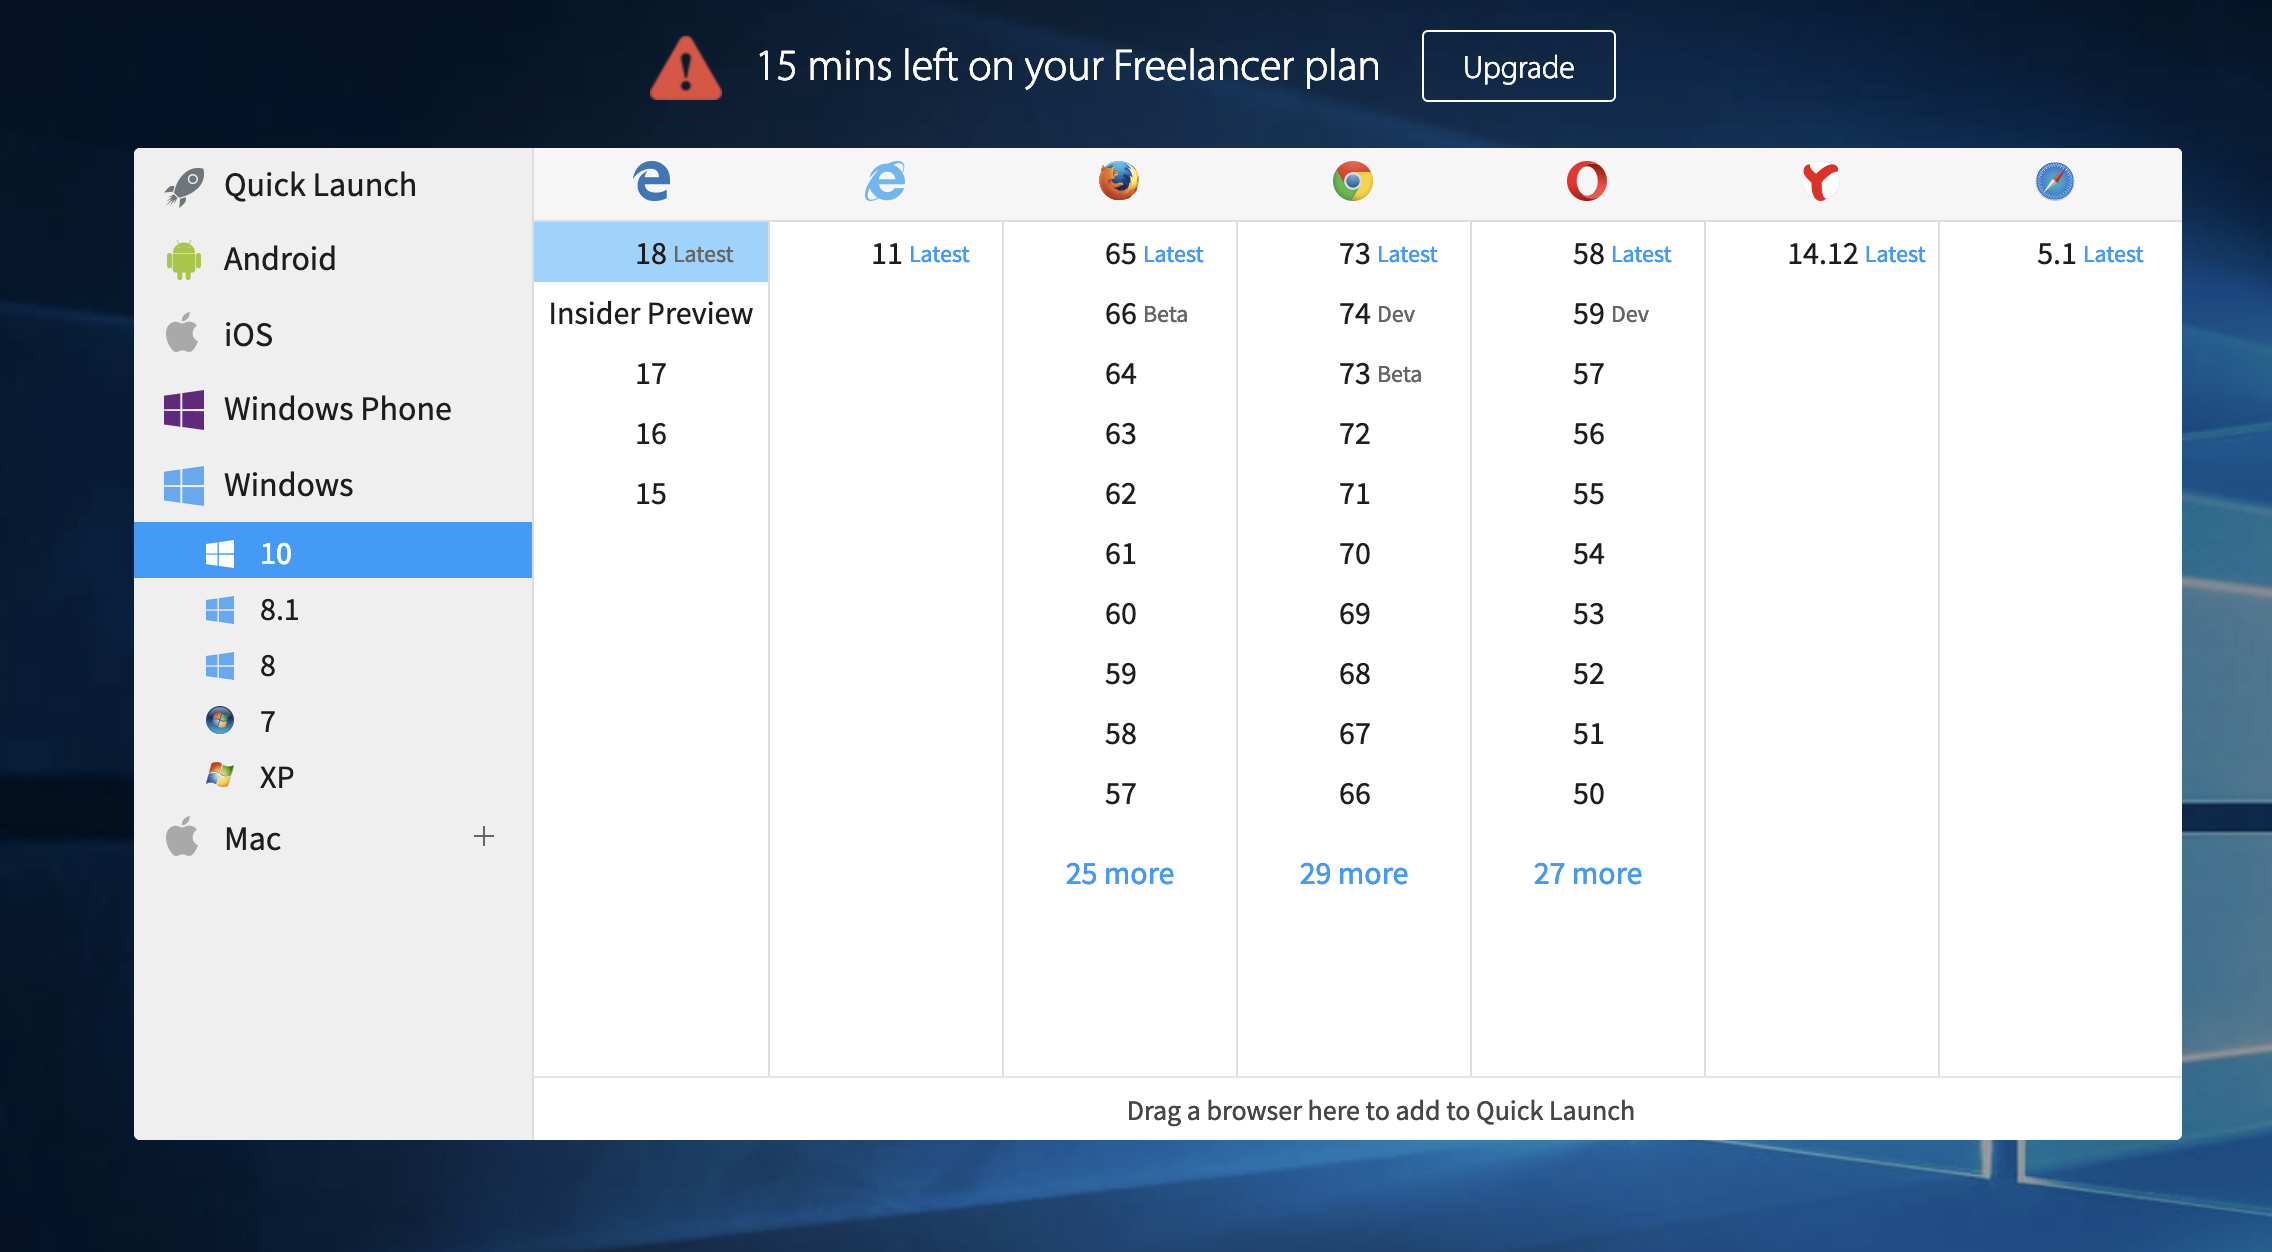 15 mins left on your Freelancer plan
Upgrade
Quick Launch
Android
iOS
Windows Phone
Windows
10
8.1
8
7
XP
Mac
+
18 Latest
Insider Preview
17
16
15
11 Latest
65 Latest
66 Beta
64
63
62
61
60
59
58
57
25 more
73 Latest
74 Dev
73 Beta
72
71
70
69
68
67
66
29 more
58 Latest
59 Dev
57
56
55
54
53
52
51
50
27 more
14.12 Latest
5.1 Latest
Drag a browser here to add to Quick Launch